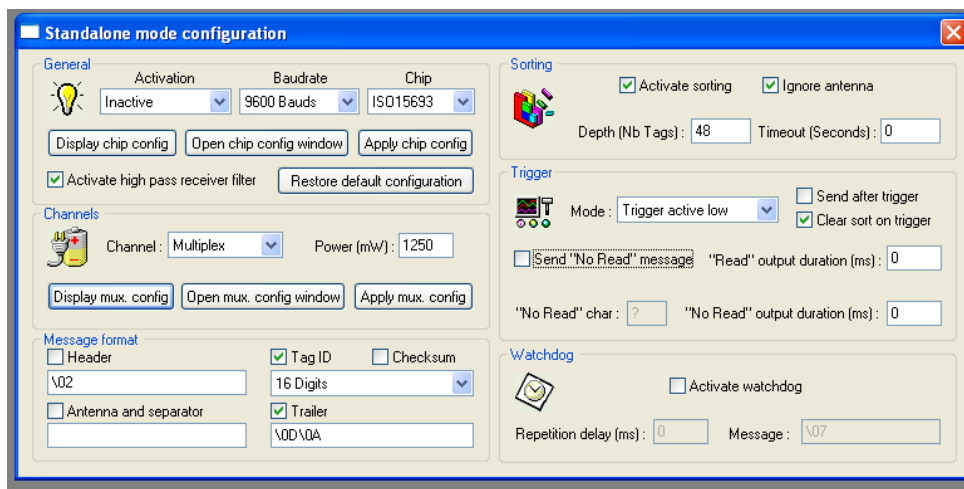 Standalone mode configuration
General
Activation Baudrate Chip
Inactive 9600 Bauds ISO15693
Display chip config Open chip config window Apply chip config
Activate high pass receiver filter Restore default configuration
Channels
Channel : Multiplex Power (mW) : 1250
Display mux. config Open mux. config window Apply mux. config
Message format
Header Tag ID Checksum
\02 16 Digits
Antenna and separator Trailer
\0D\0A
Sorting
Activate sorting Ignore antenna
Depth (Nb Tags) : 48 Timeout (Seconds) : 0
Trigger
Mode : Trigger active low Send after trigger
Clear sort on trigger
Send "No Read" message "Read" output duration (ms) : 0
"No Read" char : ? "No Read" output duration (ms) : 0
Watchdog
Activate watchdog
Repetition delay (ms) : 0 Message : \07